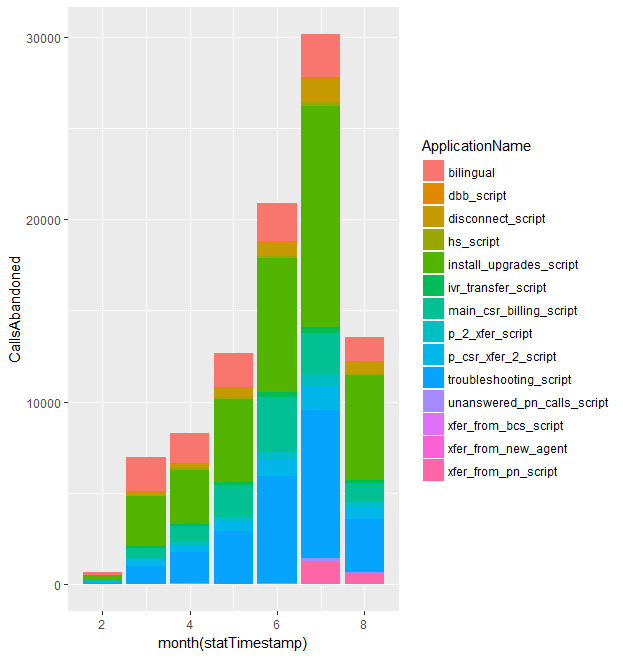 30000
20000
10000
0
CallsAbandoned
2
4
6
8
month(statTimestamp)
ApplicationName
bilingual
dbb_script
disconnect_script
hs_script
install_upgrades_script
ivr_transfer_script
main_csr_billing_script
p_2_xfer_script
p_csr_xfer_2_script
troubleshooting_script
unanswered_pn_calls_script
xfer_from_bcs_script
xfer_from_new_agent
xfer_from_pn_script